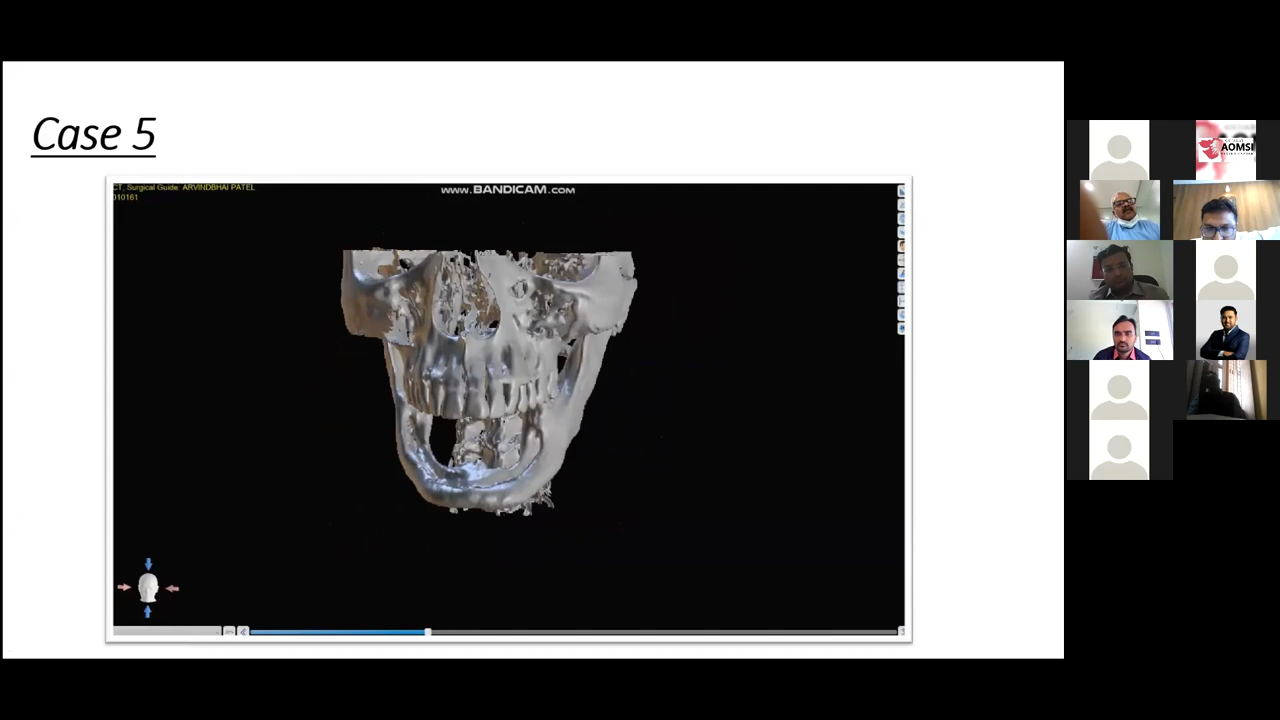 Case 5
CT, Surgical Guide: ARVINDBHAI PATEL
010161
WWW.BANDICAM.COM
AOMSI